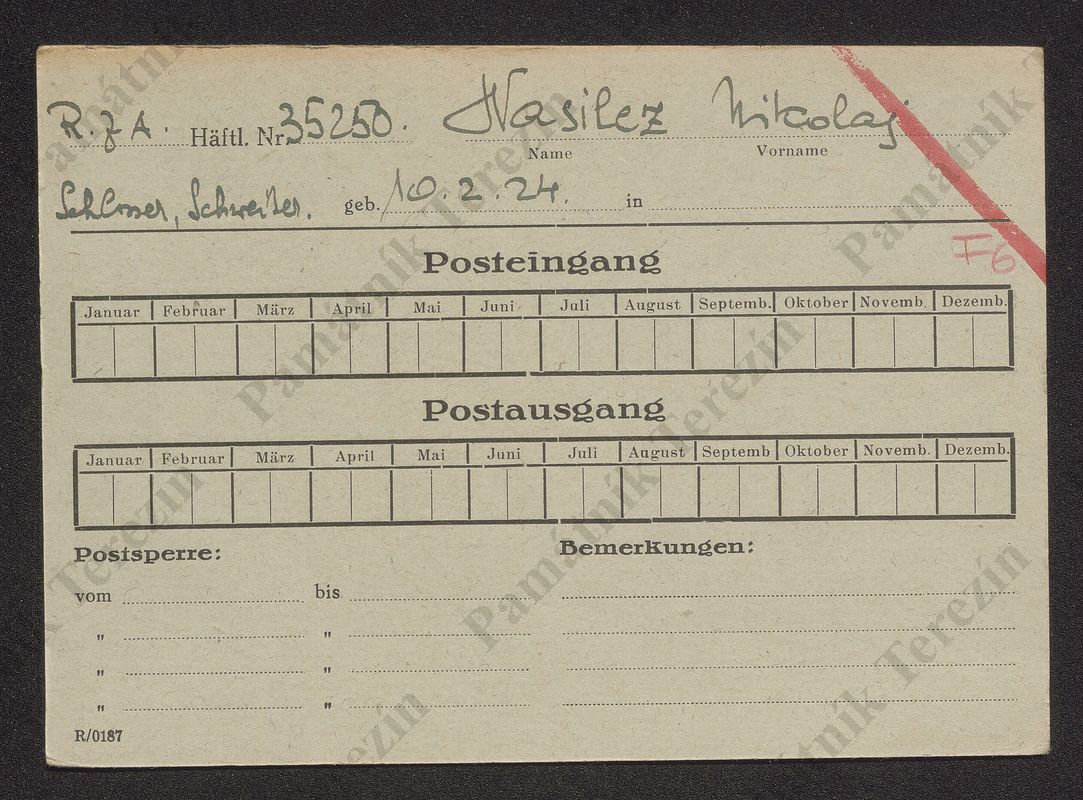 R.z A. Häftl. Nr. 35250. Wasilez Nikolaj
Name Vorname
Schlosser, Schweißer. geb. 10. 2. 24. in
F6
Posteingang
Januar Februar März April Mai Juni Juli August Septemb. Oktober Novemb. Dezemb.
Postausgang
Januar Februar März April Mai Juni Juli August Septemb Oktober Novemb. Dezemb.
Postsperre: Bemerkungen:
vom bis
" "
" "
" "
R/0187
Památník Terezín